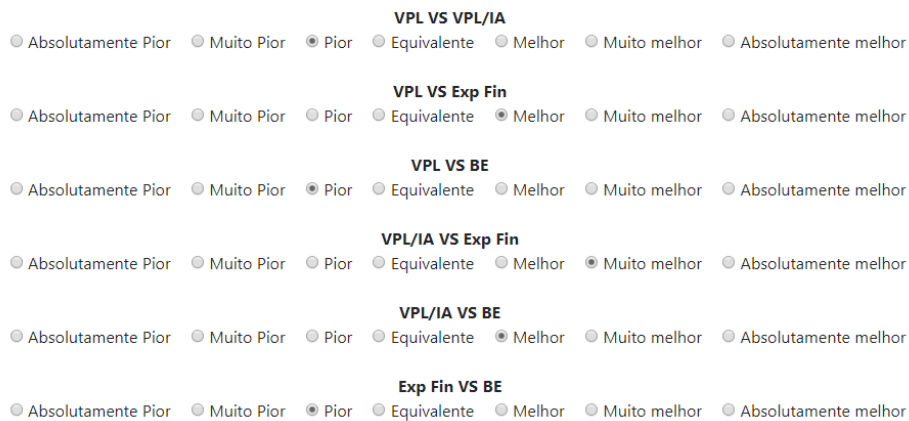 VPL VS VPL/IA
Absolutamente Pior Muito Pior Pior Equivalente Melhor Muito melhor Absolutamente melhor
VPL VS Exp Fin
Absolutamente Pior Muito Pior Pior Equivalente Melhor Muito melhor Absolutamente melhor
VPL VS BE
Absolutamente Pior Muito Pior Pior Equivalente Melhor Muito melhor Absolutamente melhor
VPL/IA VS Exp Fin
Absolutamente Pior Muito Pior Pior Equivalente Melhor Muito melhor Absolutamente melhor
VPL/IA VS BE
Absolutamente Pior Muito Pior Pior Equivalente Melhor Muito melhor Absolutamente melhor
Exp Fin VS BE
Absolutamente Pior Muito Pior Pior Equivalente Melhor Muito melhor Absolutamente melhor